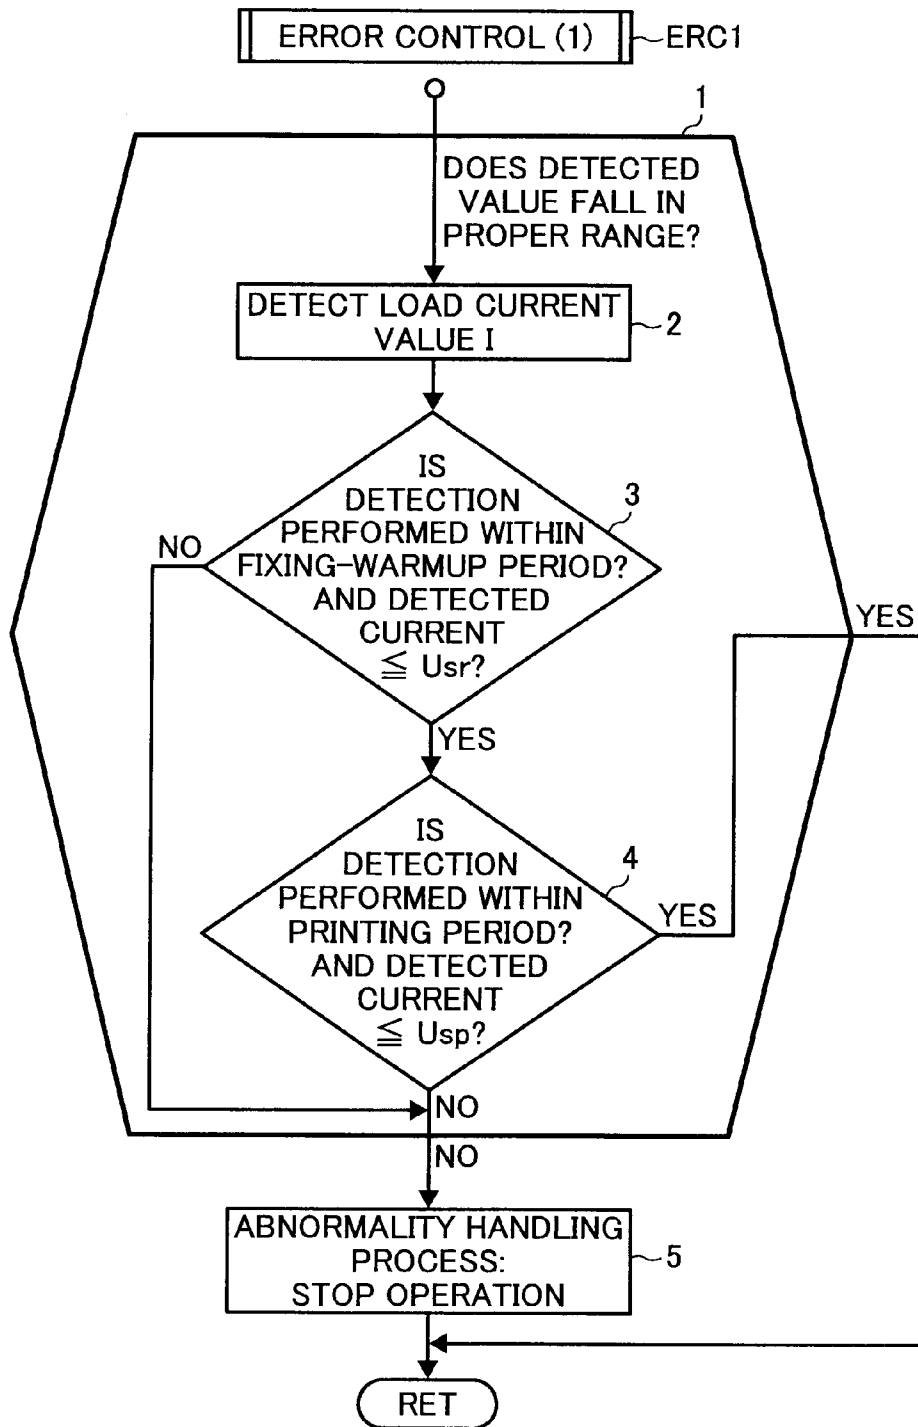 ERROR CONTROL (1)
ERC1
1
DOES DETECTED
VALUE FALL IN
PROPER RANGE?
DETECT LOAD CURRENT
VALUE I
2
IS
DETECTION
PERFORMED WITHIN
FIXING-WARMUP PERIOD?
AND DETECTED
CURRENT
≦ Usr?
3
NO
YES
YES
IS
DETECTION
PERFORMED WITHIN
PRINTING PERIOD?
AND DETECTED
CURRENT
≦ Usp?
4
YES
NO
NO
ABNORMALITY HANDLING
PROCESS:
STOP OPERATION
5
RET